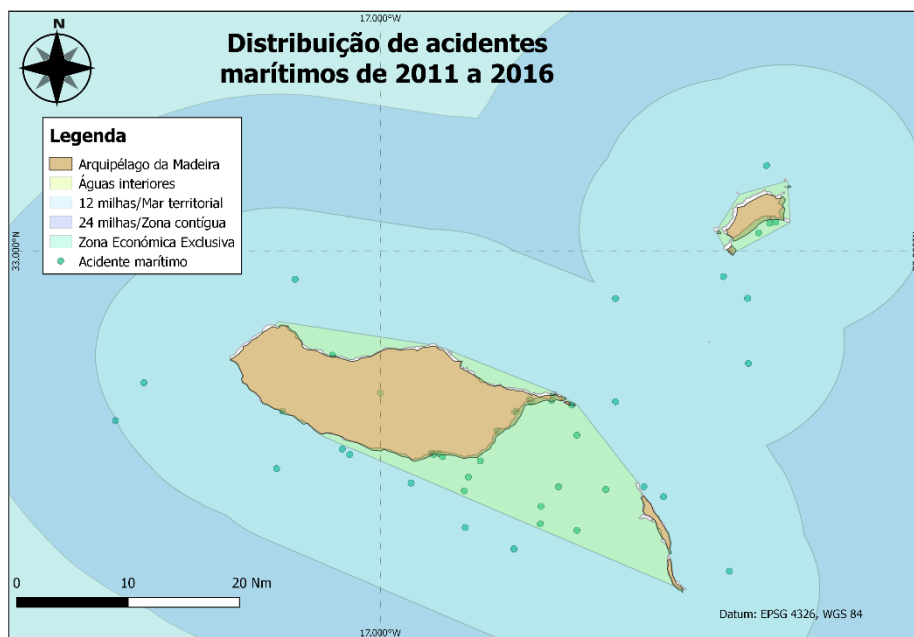 17.000°W
N
Distribuição de acidentes
marítimos de 2011 a 2016
Legenda
Arquipélago da Madeira
Águas interiores
12 milhas/Mar territorial
24 milhas/Zona contígua
Zona Económica Exclusiva
Acidente marítimo
33.000°N
0 10 20 Nm
Datum: EPSG 4326, WGS 84
17.000°W